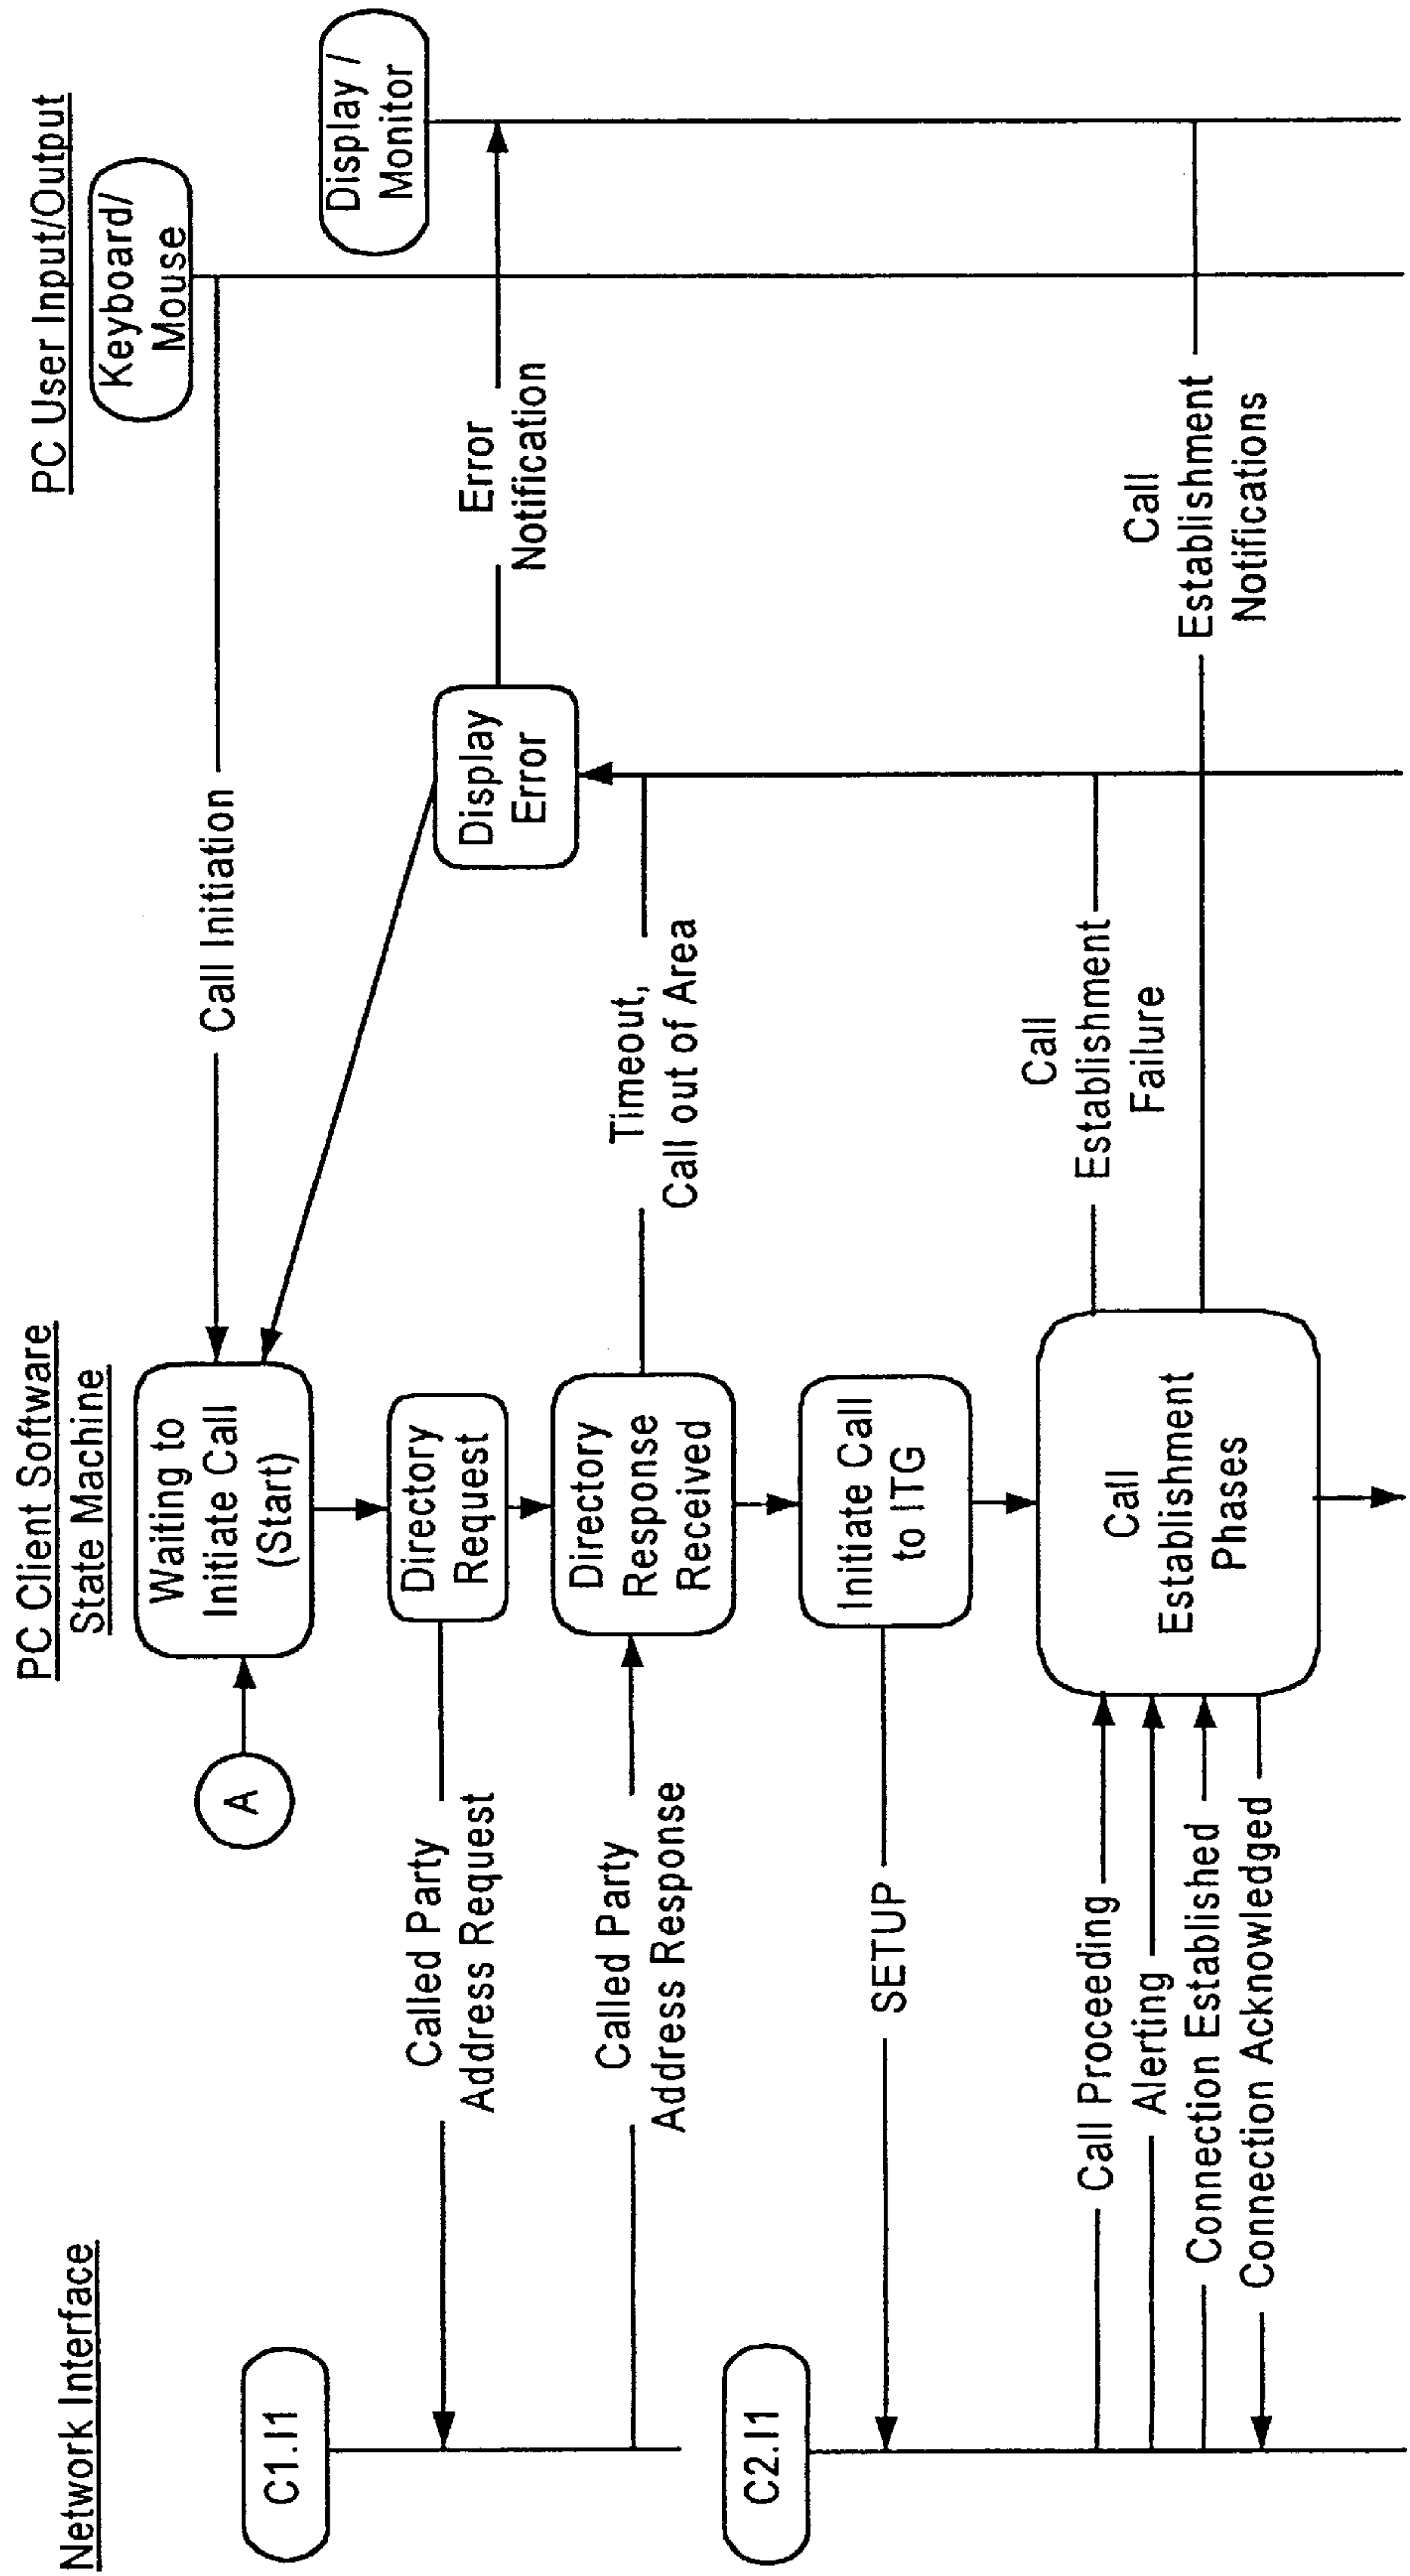 Network Interface
PC Client Software
State Machine
PC User Input/Output
Keyboard/
Mouse
Display /
Monitor
A
Waiting to
Initiate Call
(Start)
Call Initiation
C1.I1
Called Party
Address Request
Directory
Request
Display
Error
Error
Notification
Called Party
Address Response
Directory
Response
Received
Timeout,
Call out of Area
C2.I1
SETUP
Initiate Call
to ITG
Call Proceeding
Alerting
Connection Established
Connection Acknowledged
Call
Establishment
Phases
Call
Establishment
Failure
Call
Establishment
Notifications